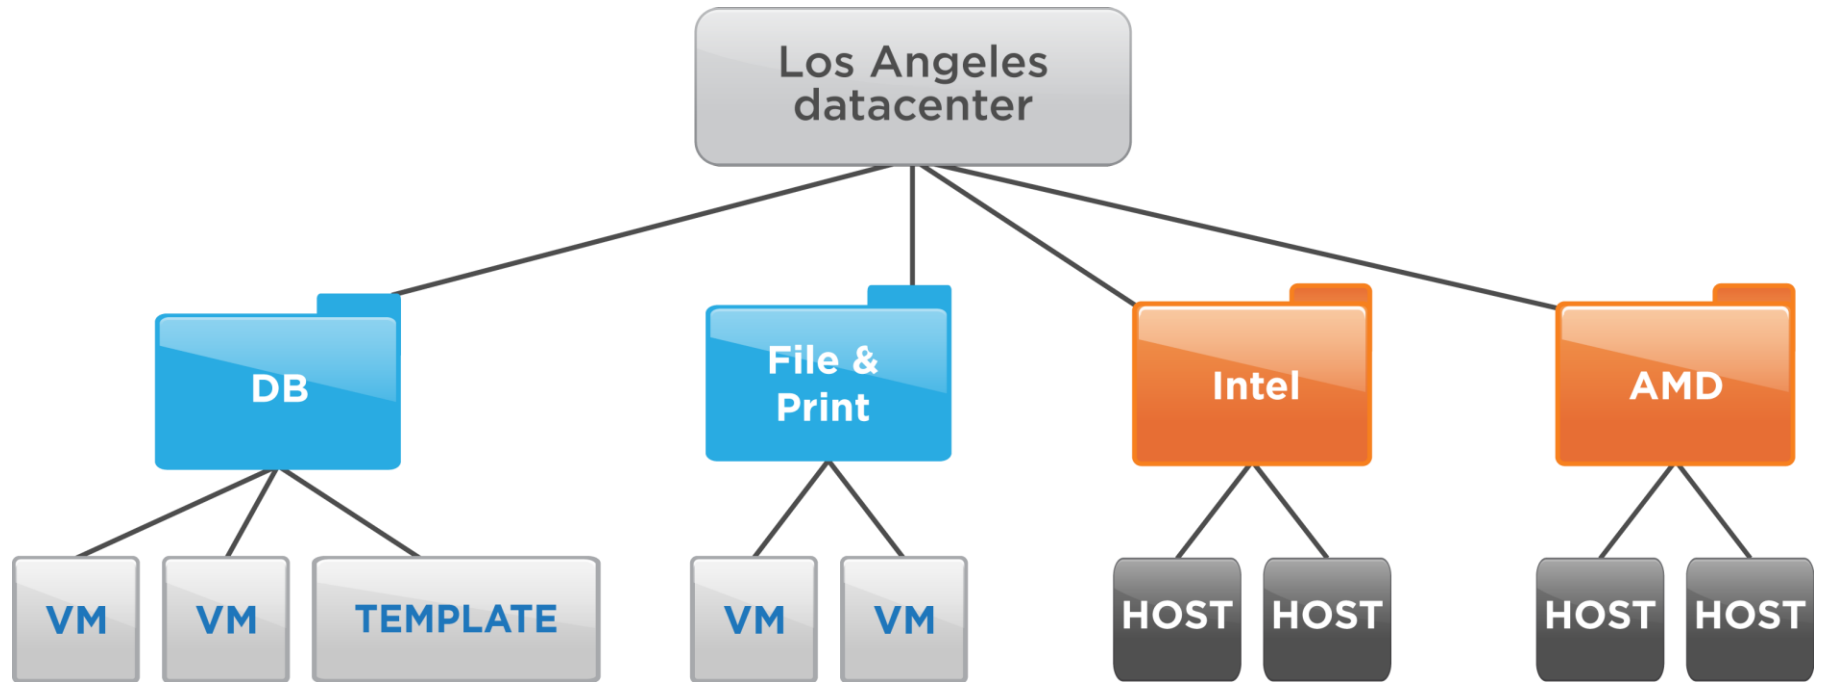 Los Angeles
datacenter
DB
File &
Print
Intel
AMD
VM
VM
TEMPLATE
VM
VM
HOST
HOST
HOST
HOST